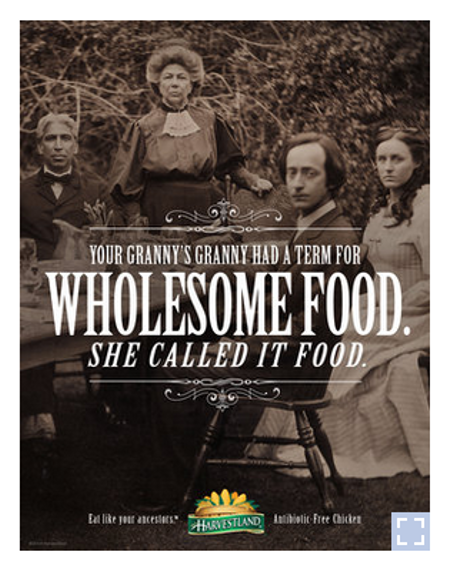 YOUR GRANNY'S GRANNY HAD A TERM FOR
WHOLESOME FOOD.
SHE CALLED IT FOOD.
Eat like your ancestors.™
HARVESTLAND
Antibiotic-Free Chicken